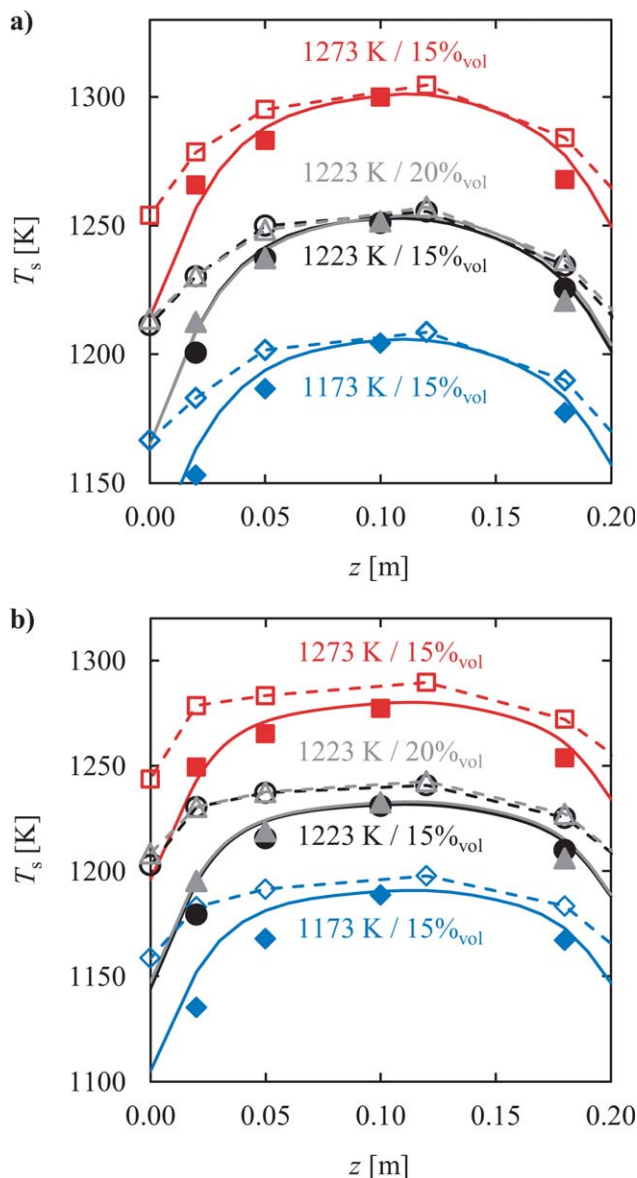 a)
1273 K / 15%vol
1300
1223 K / 20%vol
1250
Ts [K]
1223 K / 15%vol
1200
1173 K / 15%vol
1150
0.00 0.05 0.10 0.15 0.20
z [m]
b)
1300
1273 K / 15%vol
1250
1223 K / 20%vol
Ts [K]
1200
1223 K / 15%vol
1173 K / 15%vol
1150
1100
0.00 0.05 0.10 0.15 0.20
z [m]